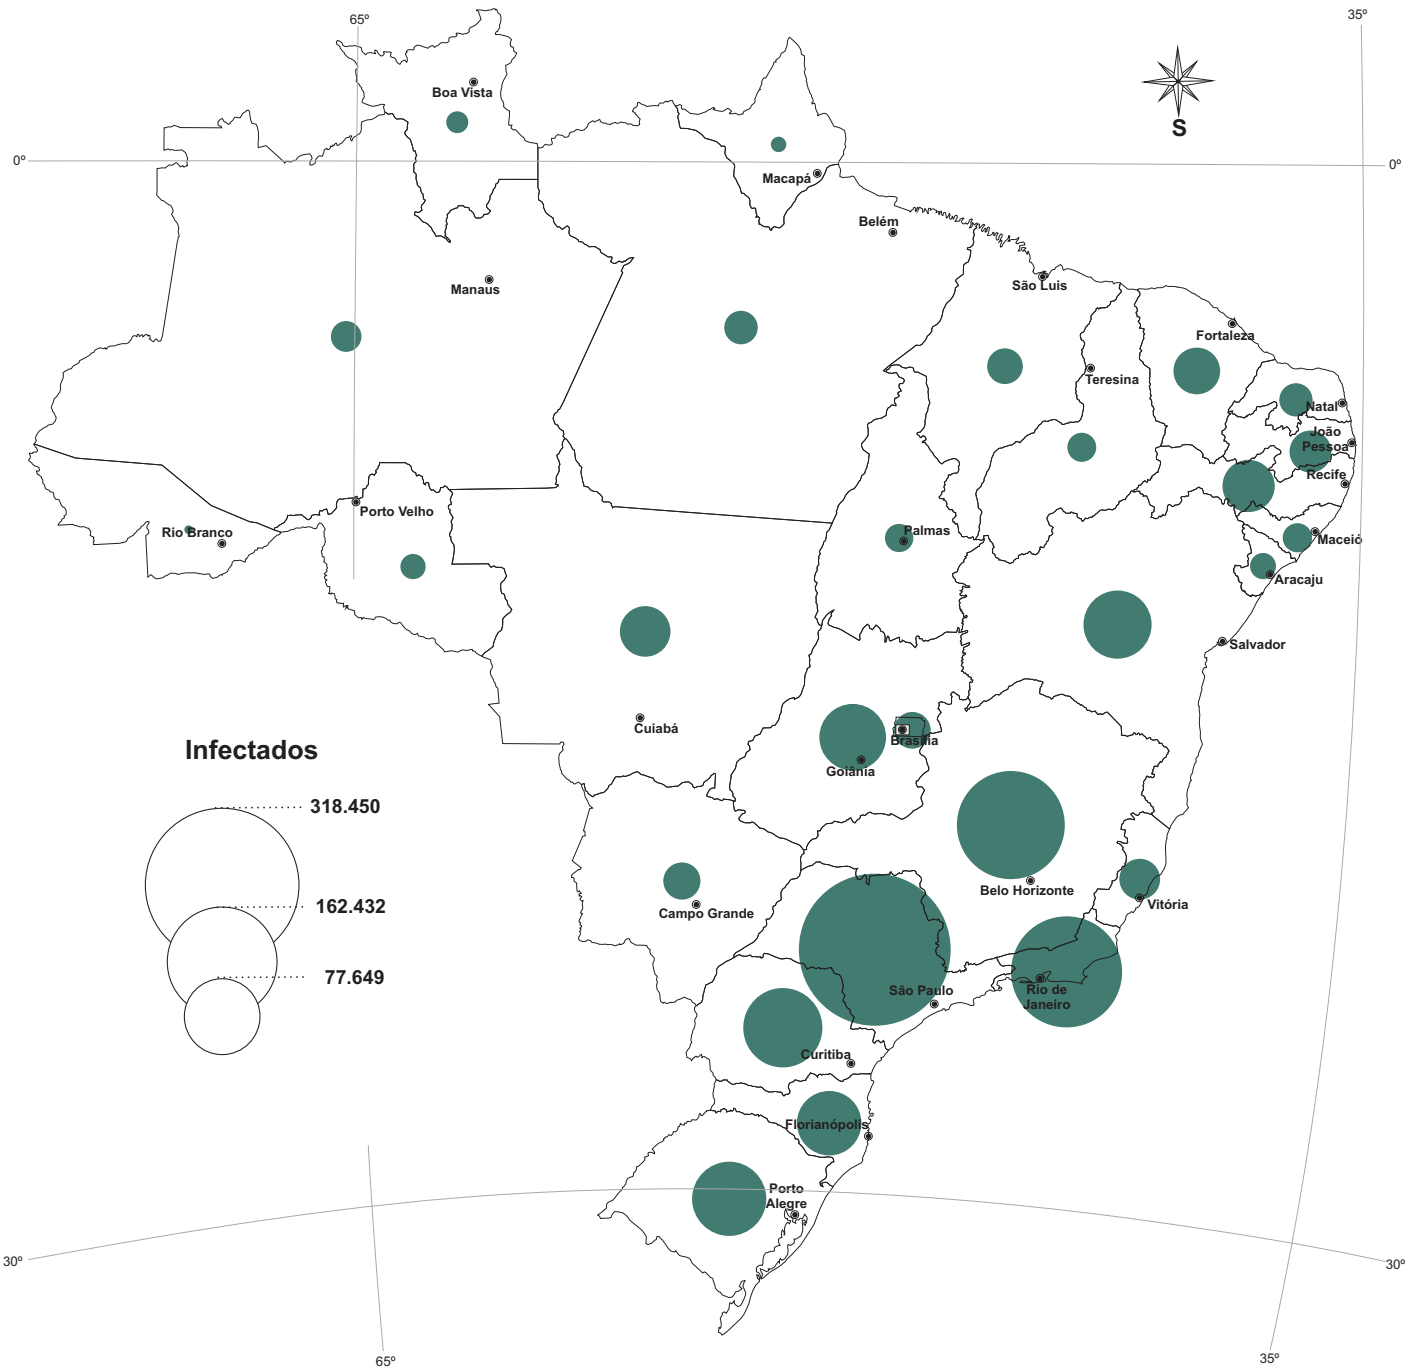 65º
35º
Boa Vista
S
0º
0º
Macapá
Belém
São Luis
Manaus
Fortaleza
Teresina
Natal
João
Pessoa
Recife
Porto Velho
Rio Branco
Palmas
Maceió
Aracaju
Salvador
Cuiabá
Brasília
Goiânia
Infectados
318.450
162.432
77.649
Belo Horizonte
Vitória
Campo Grande
São Paulo
Rio de
Janeiro
Curitiba
Florianópolis
Porto
Alegre
30º
30º
65º
35º